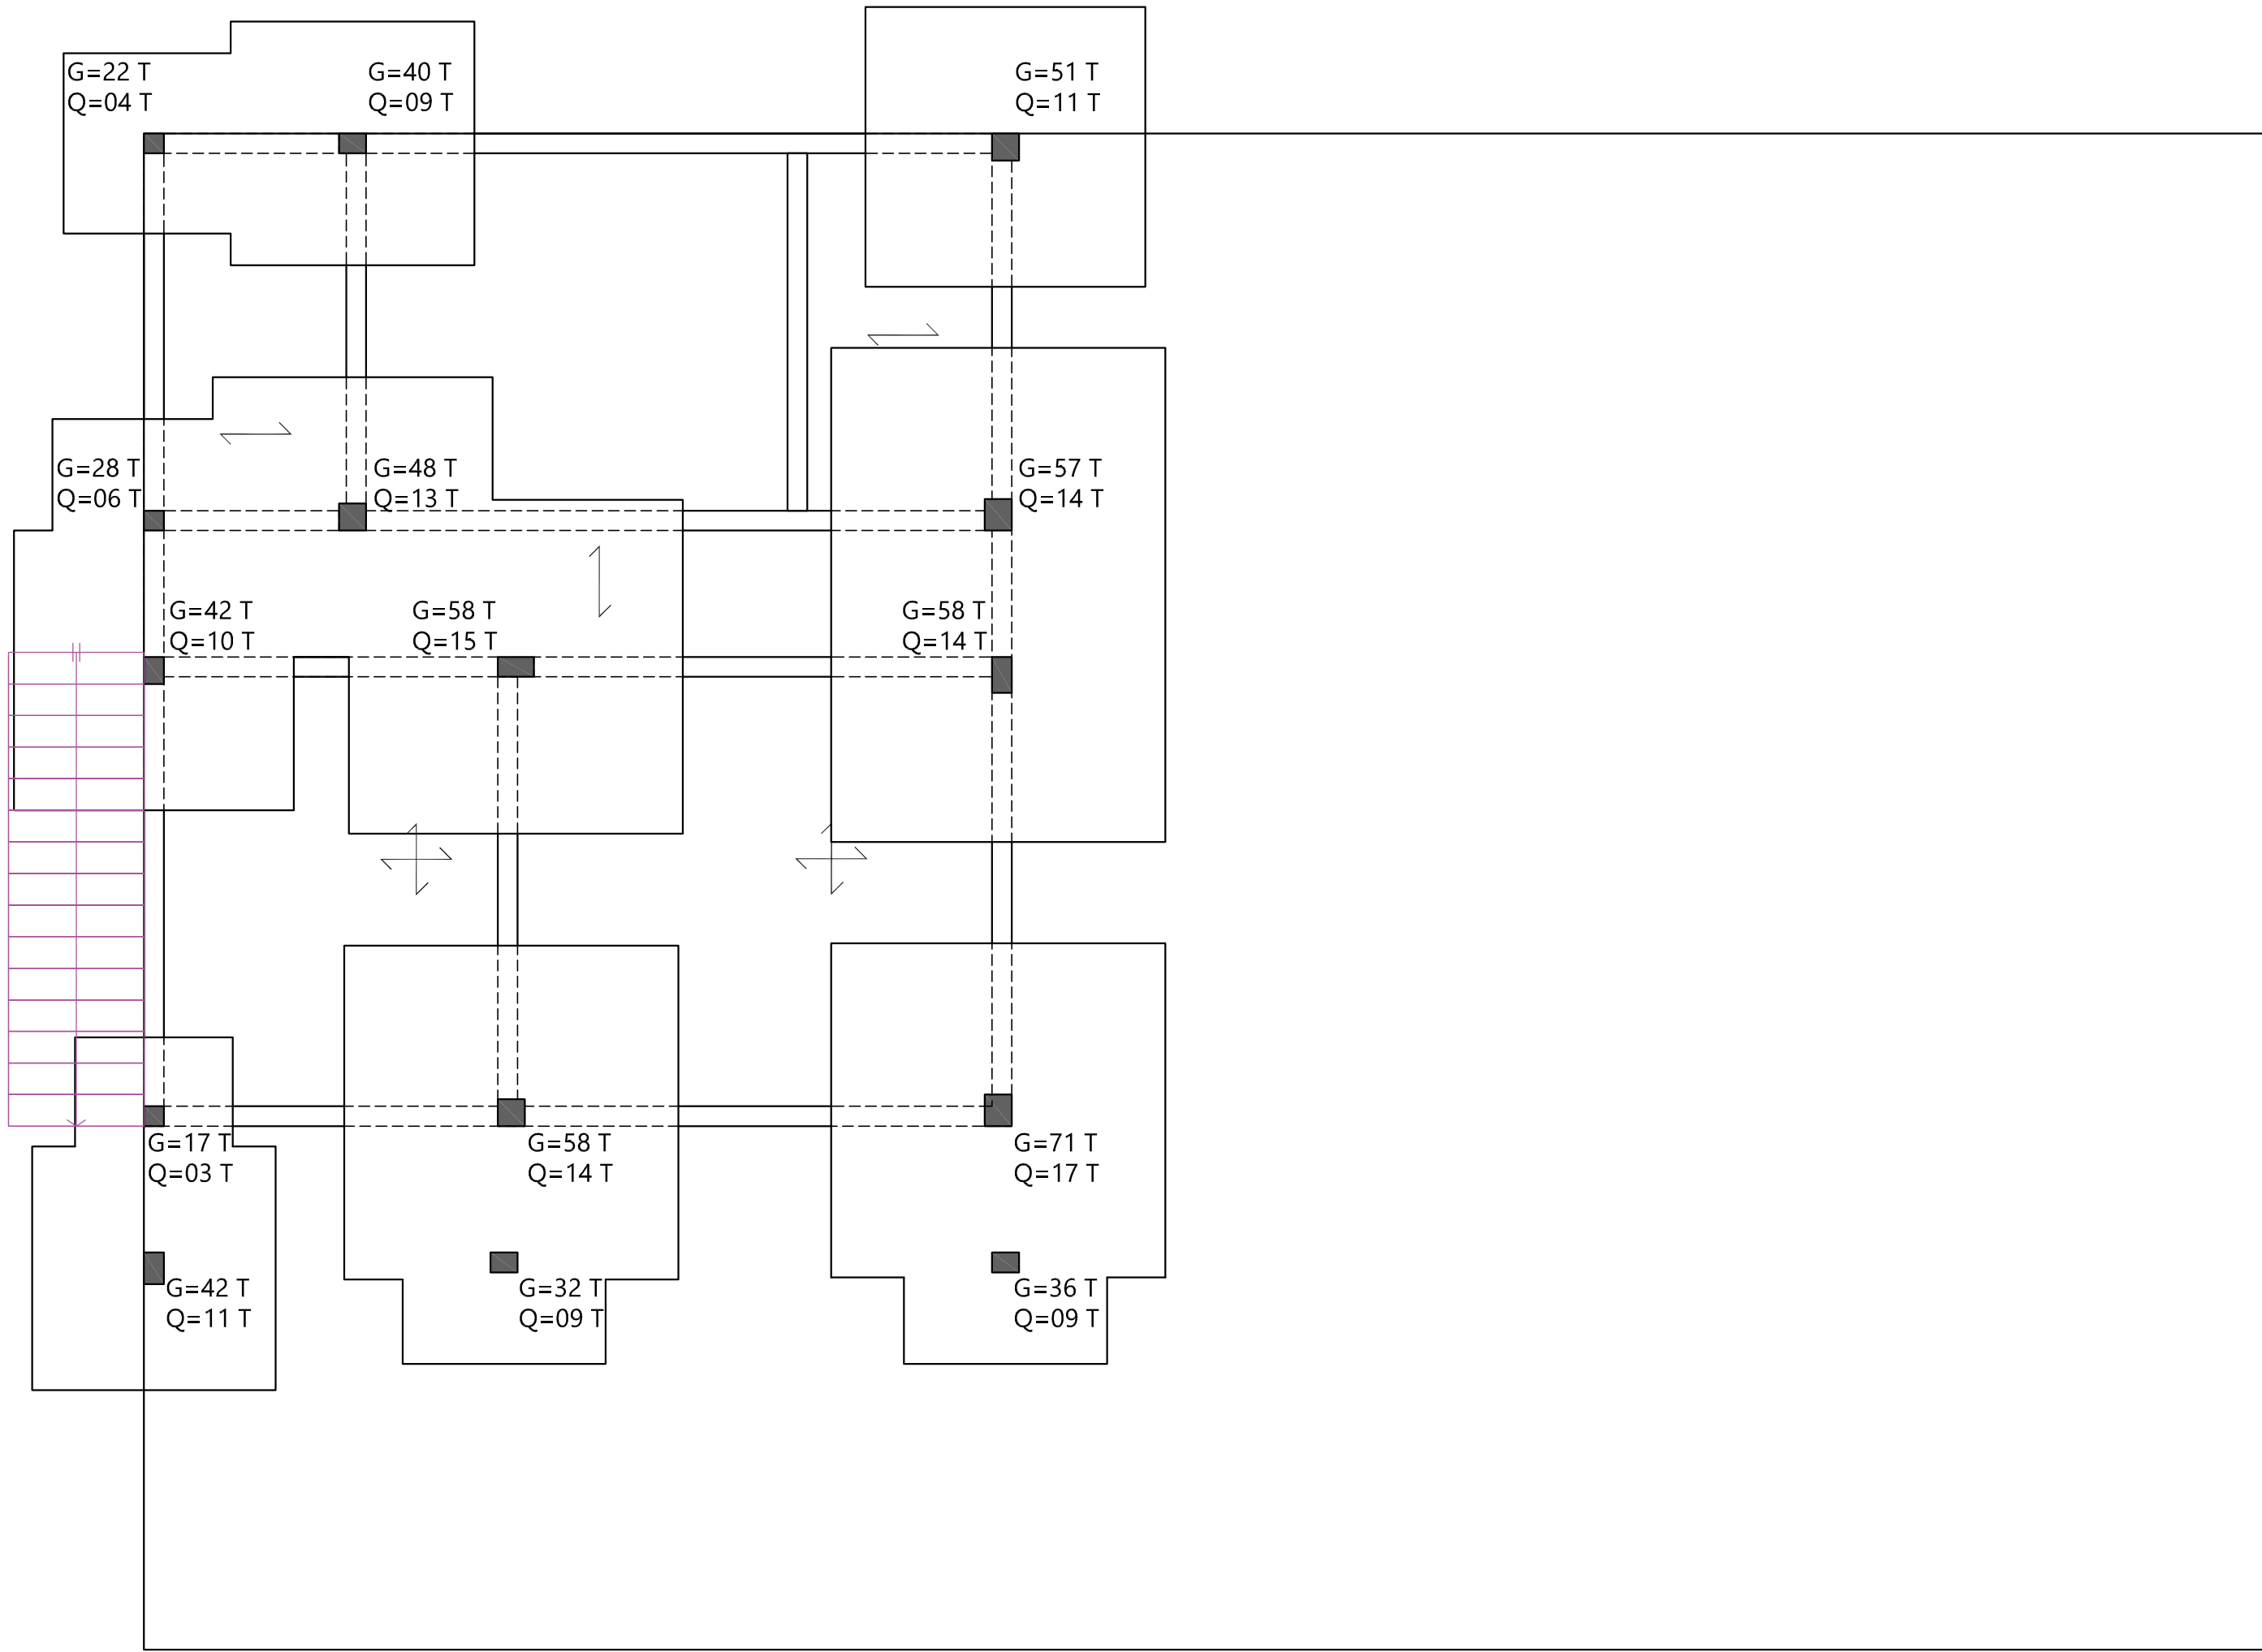 G=22 T
Q=04 T
G=40 T
Q=09 T
G=51 T
Q=11 T
G=28 T
Q=06 T
G=48 T
Q=13 T
G=57 T
Q=14 T
G=42 T
Q=10 T
G=58 T
Q=15 T
G=58 T
Q=14 T
G=17 T
Q=03 T
G=58 T
Q=14 T
G=71 T
Q=17 T
G=42 T
Q=11 T
G=32 T
Q=09 T
G=36 T
Q=09 T